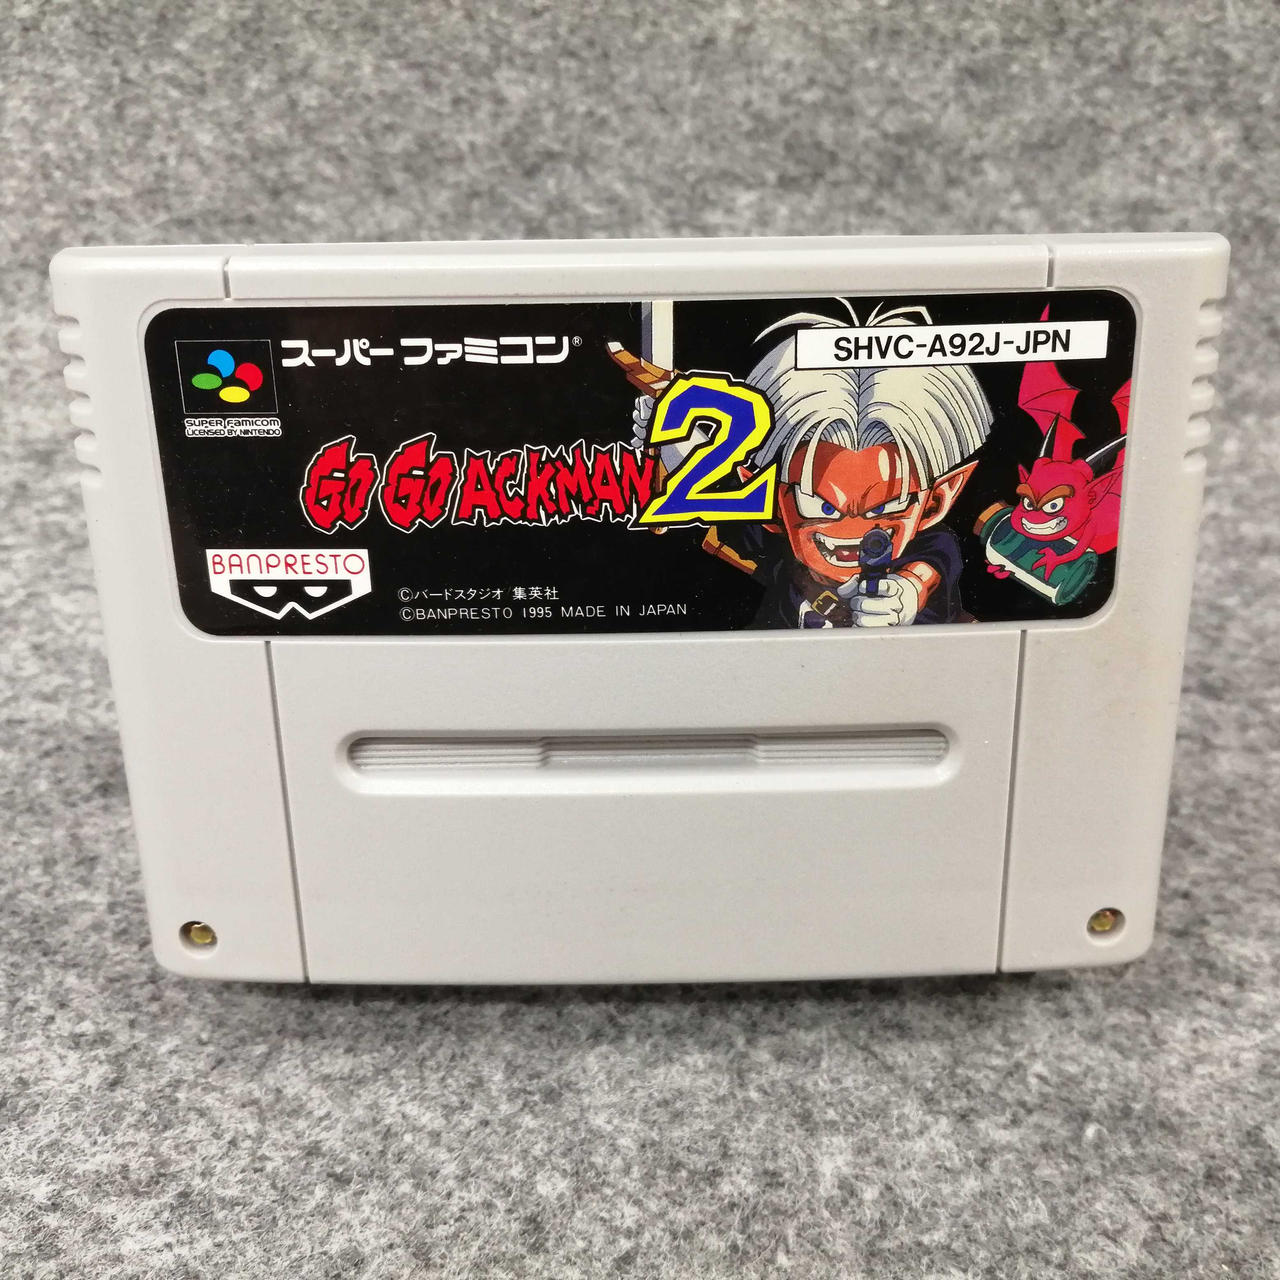 スーパーファミコン®
SHVC-A92J-JPN
SUPER FAMICOM
LICENSED BY NINTENDO
GO GO ACKMAN 2
BANPRESTO
©バードスタジオ/集英社
©BANPRESTO 1995 MADE IN JAPAN